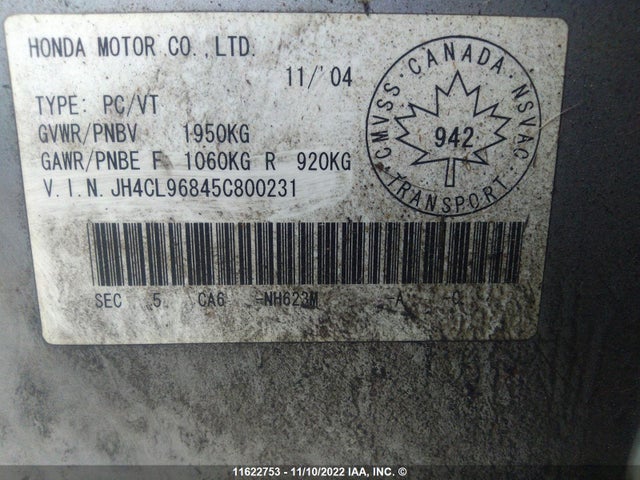 HONDA MOTOR CO.,LTD.
11/'04
TYPE: PC/VT
GVWR/PNBV 1950KG
GAWR/PNBE F 1060KG R 920KG
V.I.N.JH4CL96845C800231
CMVSS·CANADA·NSVAC
942
TRANSPORT
SEC 5 CA6 -NH623M -A -C
11622753 - 11/10/2022 IAA, INC. ©